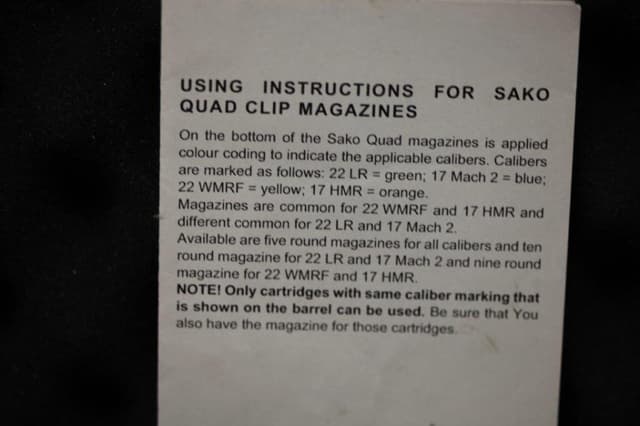 USING INSTRUCTIONS FOR SAKO
QUAD CLIP MAGAZINES
On the bottom of the Sako Quad magazines is applied
colour coding to indicate the applicable calibers. Calibers
are marked as follows: 22 LR = green; 17 Mach 2 = blue;
22 WMRF = yellow; 17 HMR = orange.
Magazines are common for 22 WMRF and 17 HMR and
different common for 22 LR and 17 Mach 2.
Available are five round magazines for all calibers and ten
round magazine for 22 LR and 17 Mach 2 and nine round
magazine for 22 WMRF and 17 HMR.
NOTE! Only cartridges with same caliber marking that
is shown on the barrel can be used. Be sure that You
also have the magazine for those cartridges.